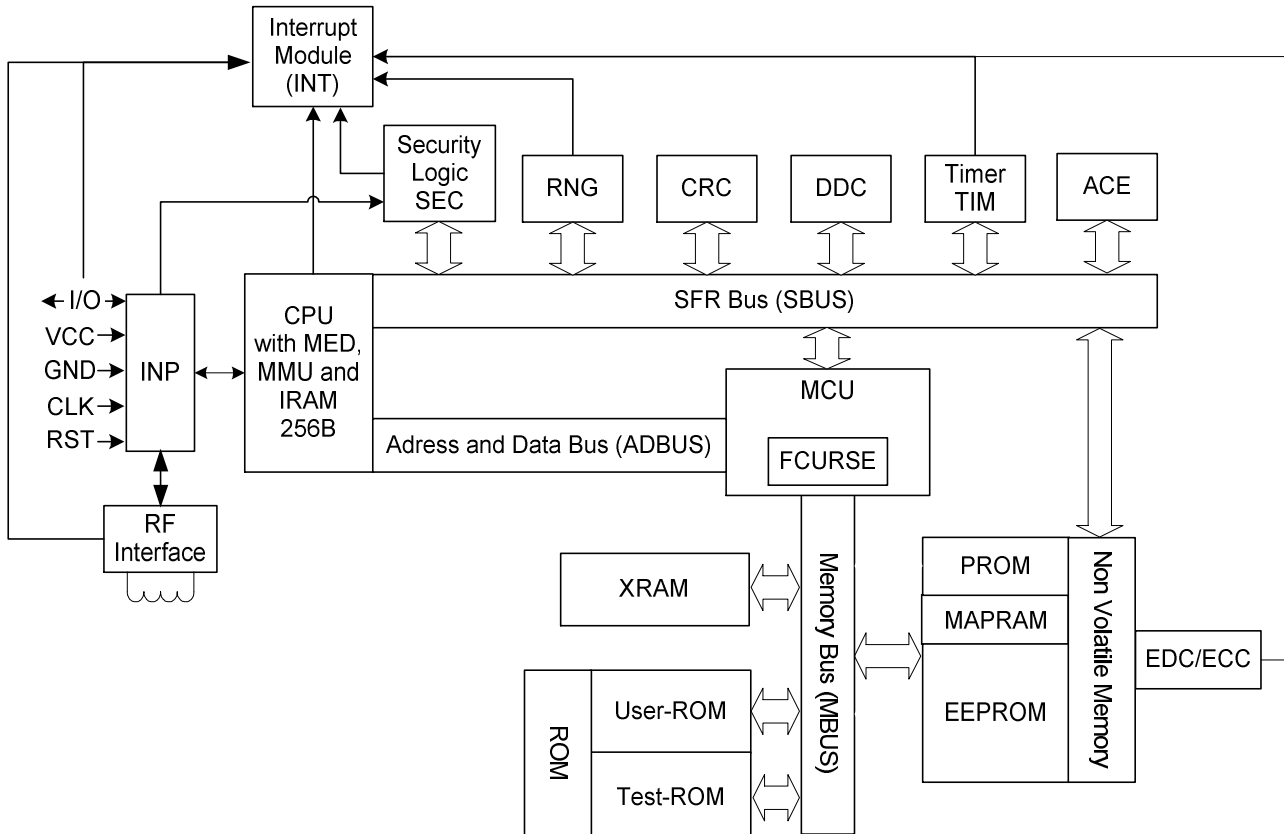 Interrupt
Module
(INT)
Security
Logic
SEC
RNG
CRC
DDC
Timer
TIM
ACE
I/O
VCC
GND
CLK
RST
INP
CPU
with MED,
MMU and
IRAM
256B
SFR Bus (SBUS)
MCU
FCURSE
Adress and Data Bus (ADBUS)
RF
Interface
XRAM
Memory Bus (MBUS)
PROM
MAPRAM
EEPROM
Non Volatile Memory
EDC/ECC
ROM
User-ROM
Test-ROM